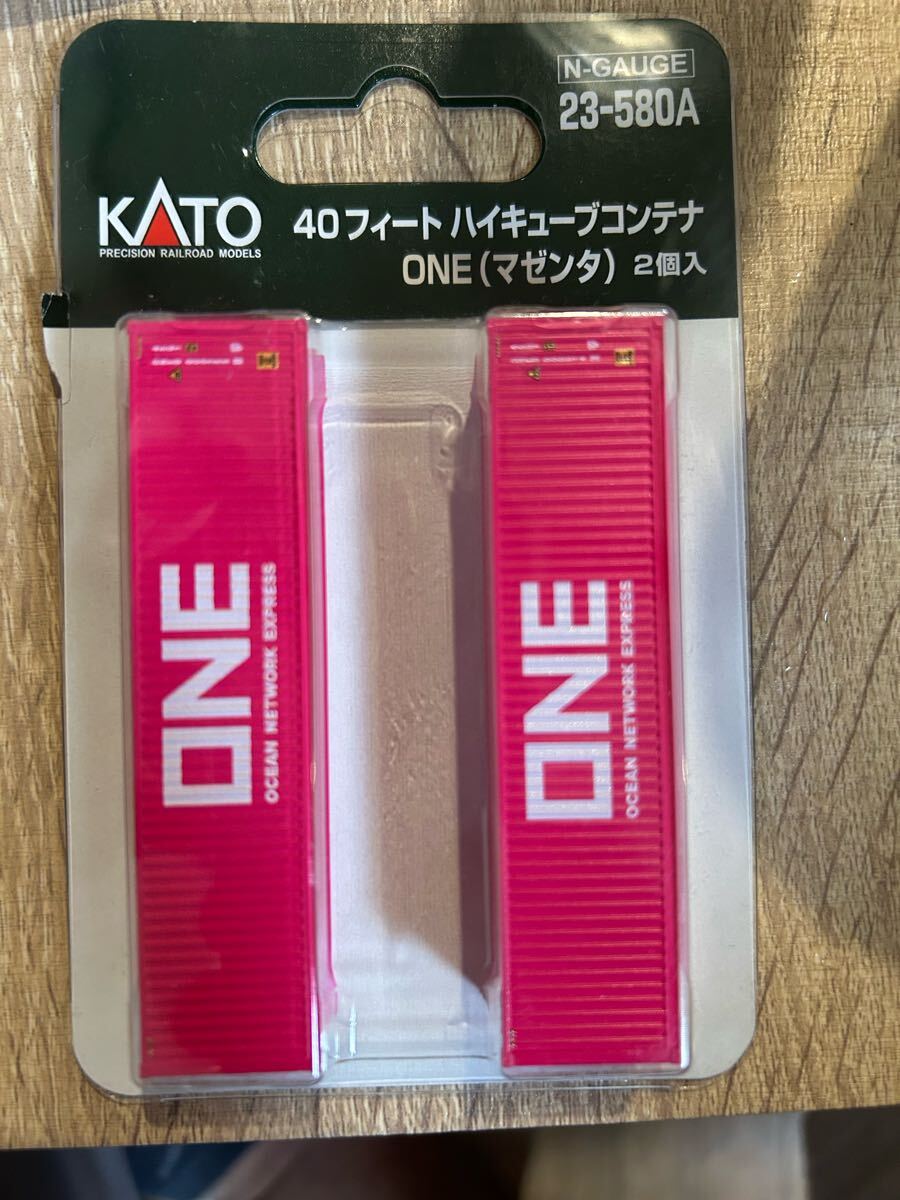 N-GAUGE
23-580A
KATO
PRECISION RAILROAD MODELS
40フィート ハイキューブコンテナ
ONE(マゼンタ) 2個入
ONE
OCEAN NETWORK EXPRESS
ONE
OCEAN NETWORK EXPRESS